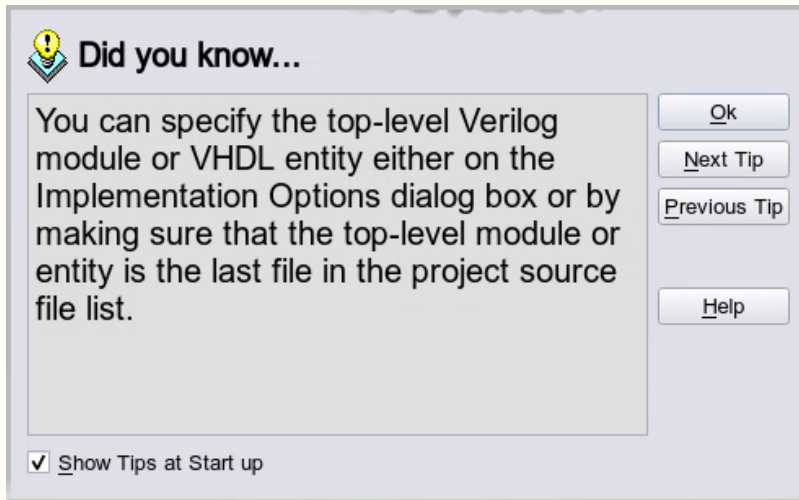 Did you know...
You can specify the top-level Verilog
module or VHDL entity either on the
Implementation Options dialog box or by
making sure that the top-level module or
entity is the last file in the project source
file list.
Ok
Next Tip
Previous Tip
Help
Show Tips at Start up